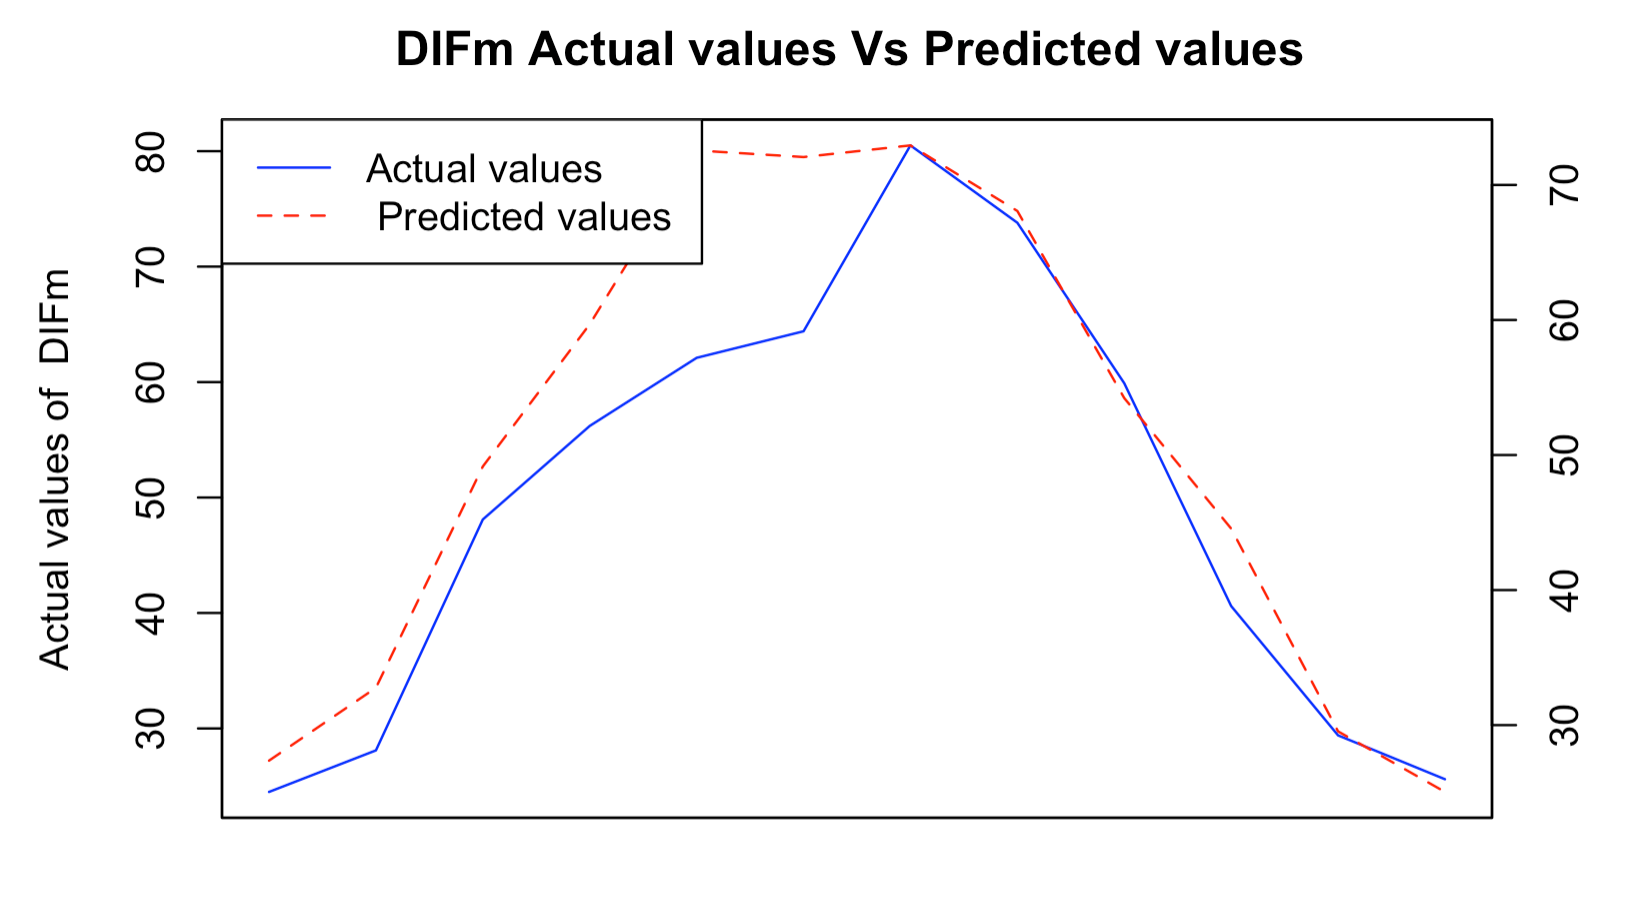 DIFm Actual values Vs Predicted values
Actual values
Predicted values
Actual values of DIFm
80
70
60
50
40
30
70
60
50
40
30